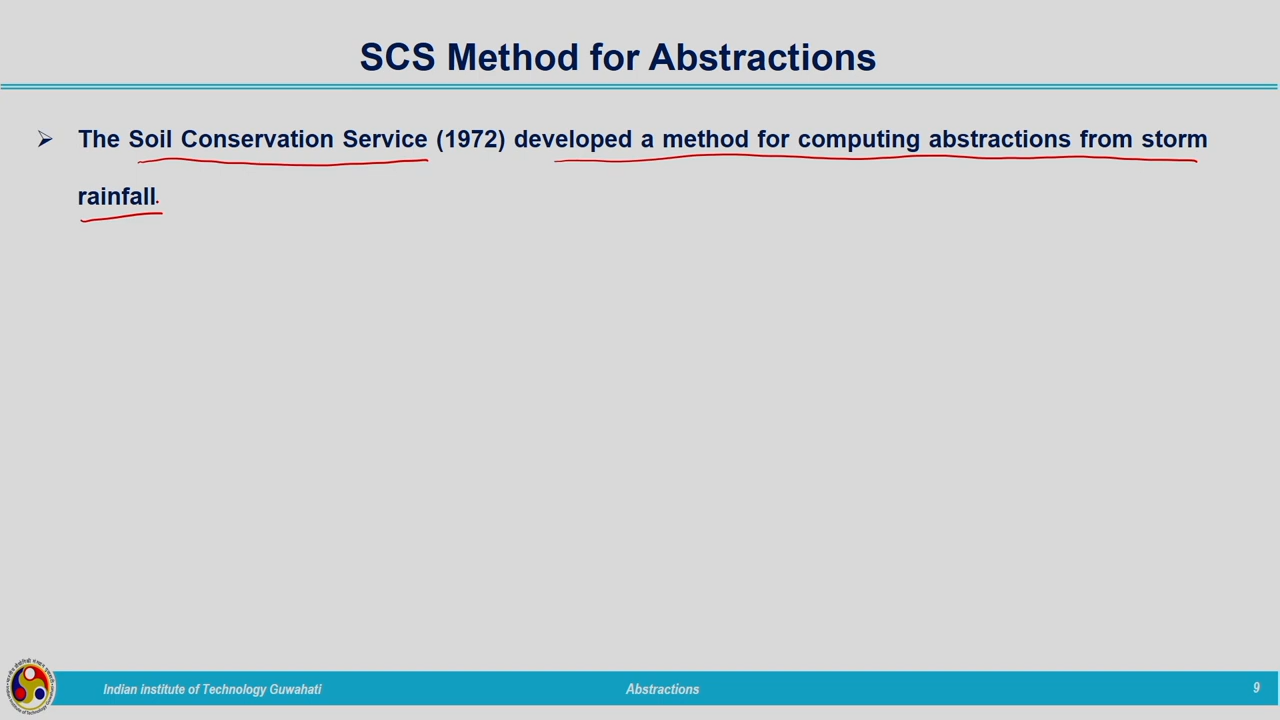 SCS Method for Abstractions
The Soil Conservation Service (1972) developed a method for computing abstractions from storm
rainfall.
Indian institute of Technology Guwahati
Abstractions
9